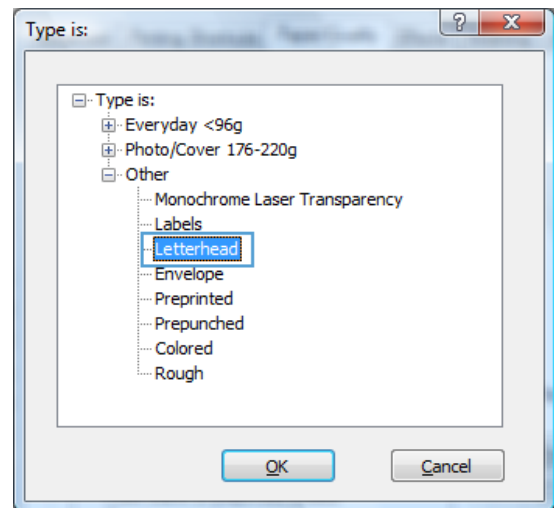 Type is:
Type is:
Everyday <96g
Photo/Cover 176-220g
Other
Monochrome Laser Transparency
Labels
Letterhead
Envelope
Preprinted
Prepunched
Colored
Rough
OK
Cancel